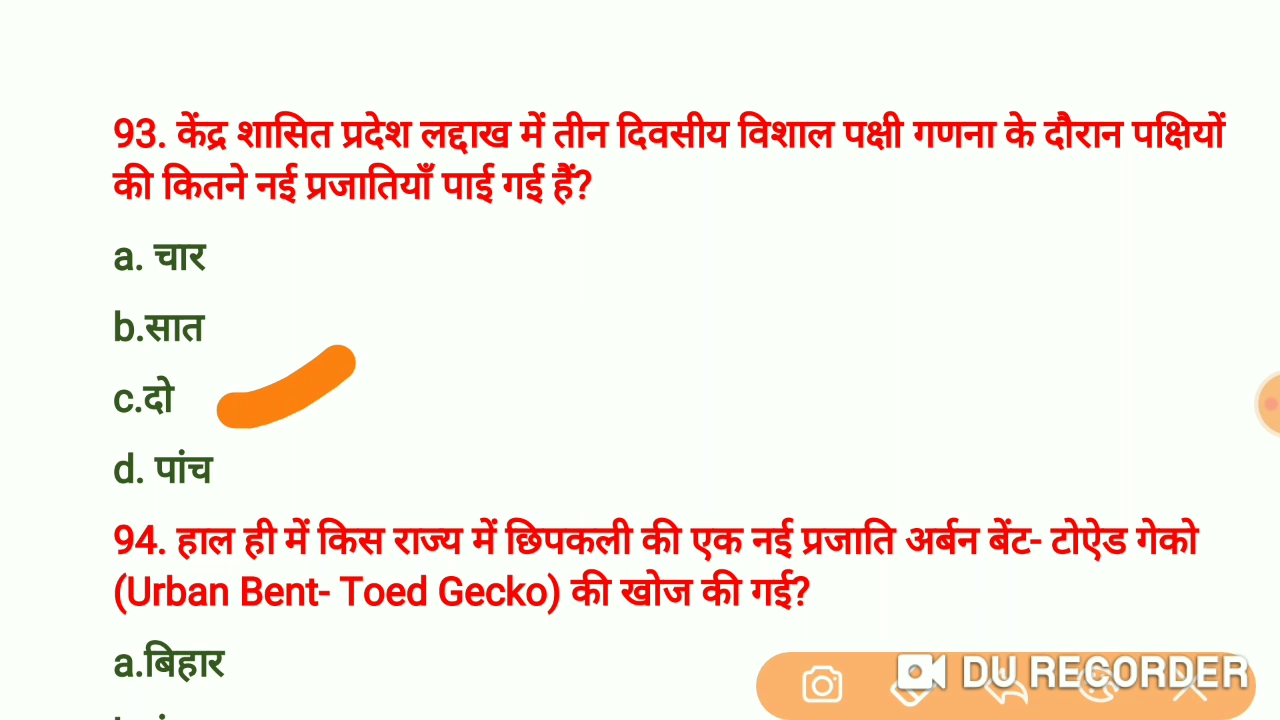 93. केंद्र शासित प्रदेश लद्दाख में तीन दिवसीय विशाल पक्षी गणना के दौरान पक्षियों
की कितने नई प्रजातियाँ पाई गई हैं?
a. चार
b.सात
c.दो
d. पांच
94. हाल ही में किस राज्य में छिपकली की एक नई प्रजाति अर्बन बेंट- टोऐड गेको
(Urban Bent- Toed Gecko) की खोज की गई?
a.बिहार
DU RECORDER